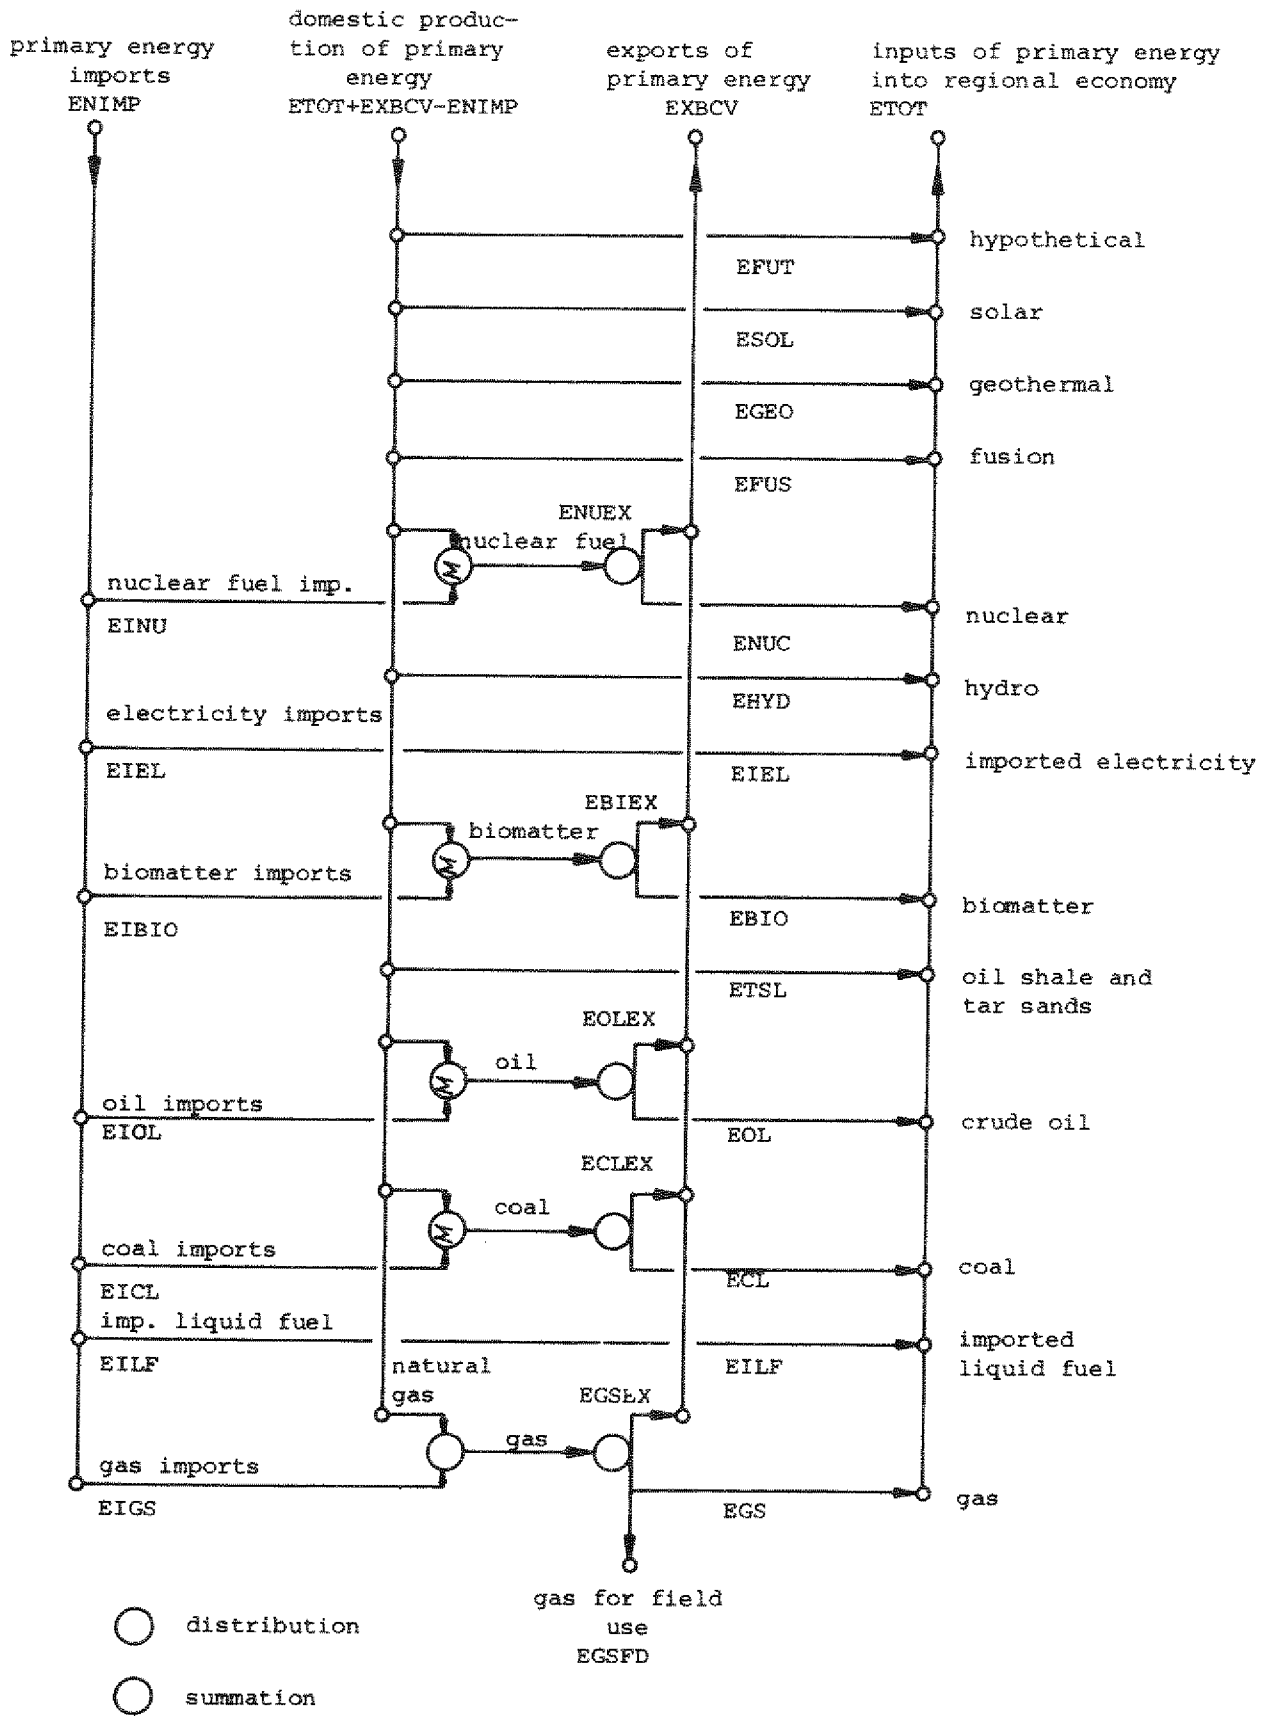 primary energy
imports
ENIMP
domestic produc-
tion of primary
energy
ETOT+EXBCV-ENIMP
exports of
primary energy
EXBCV
inputs of primary energy
into regional economy
ETOT
hypothetical
EFUT
solar
ESOL
geothermal
EGEO
fusion
EFUS
ENUEX
nuclear fuel
M
nuclear fuel imp.
EINU
nuclear
ENUC
hydro
EHYD
electricity imports
EIEL
EIEL
imported electricity
EBIEX
biomatter
M
biomatter imports
EIBIO
EBIO
biomatter
ETSL
oil shale and
tar sands
EOLEX
oil
M
oil imports
EIOL
EOL
crude oil
ECLEX
coal
M
coal imports
EICL
ECL
coal
imp. liquid fuel
EILF
EILF
imported
liquid fuel
natural
gas
EGSEX
gas
gas imports
EIGS
EGS
gas
gas for field
use
EGSFD
distribution
summation